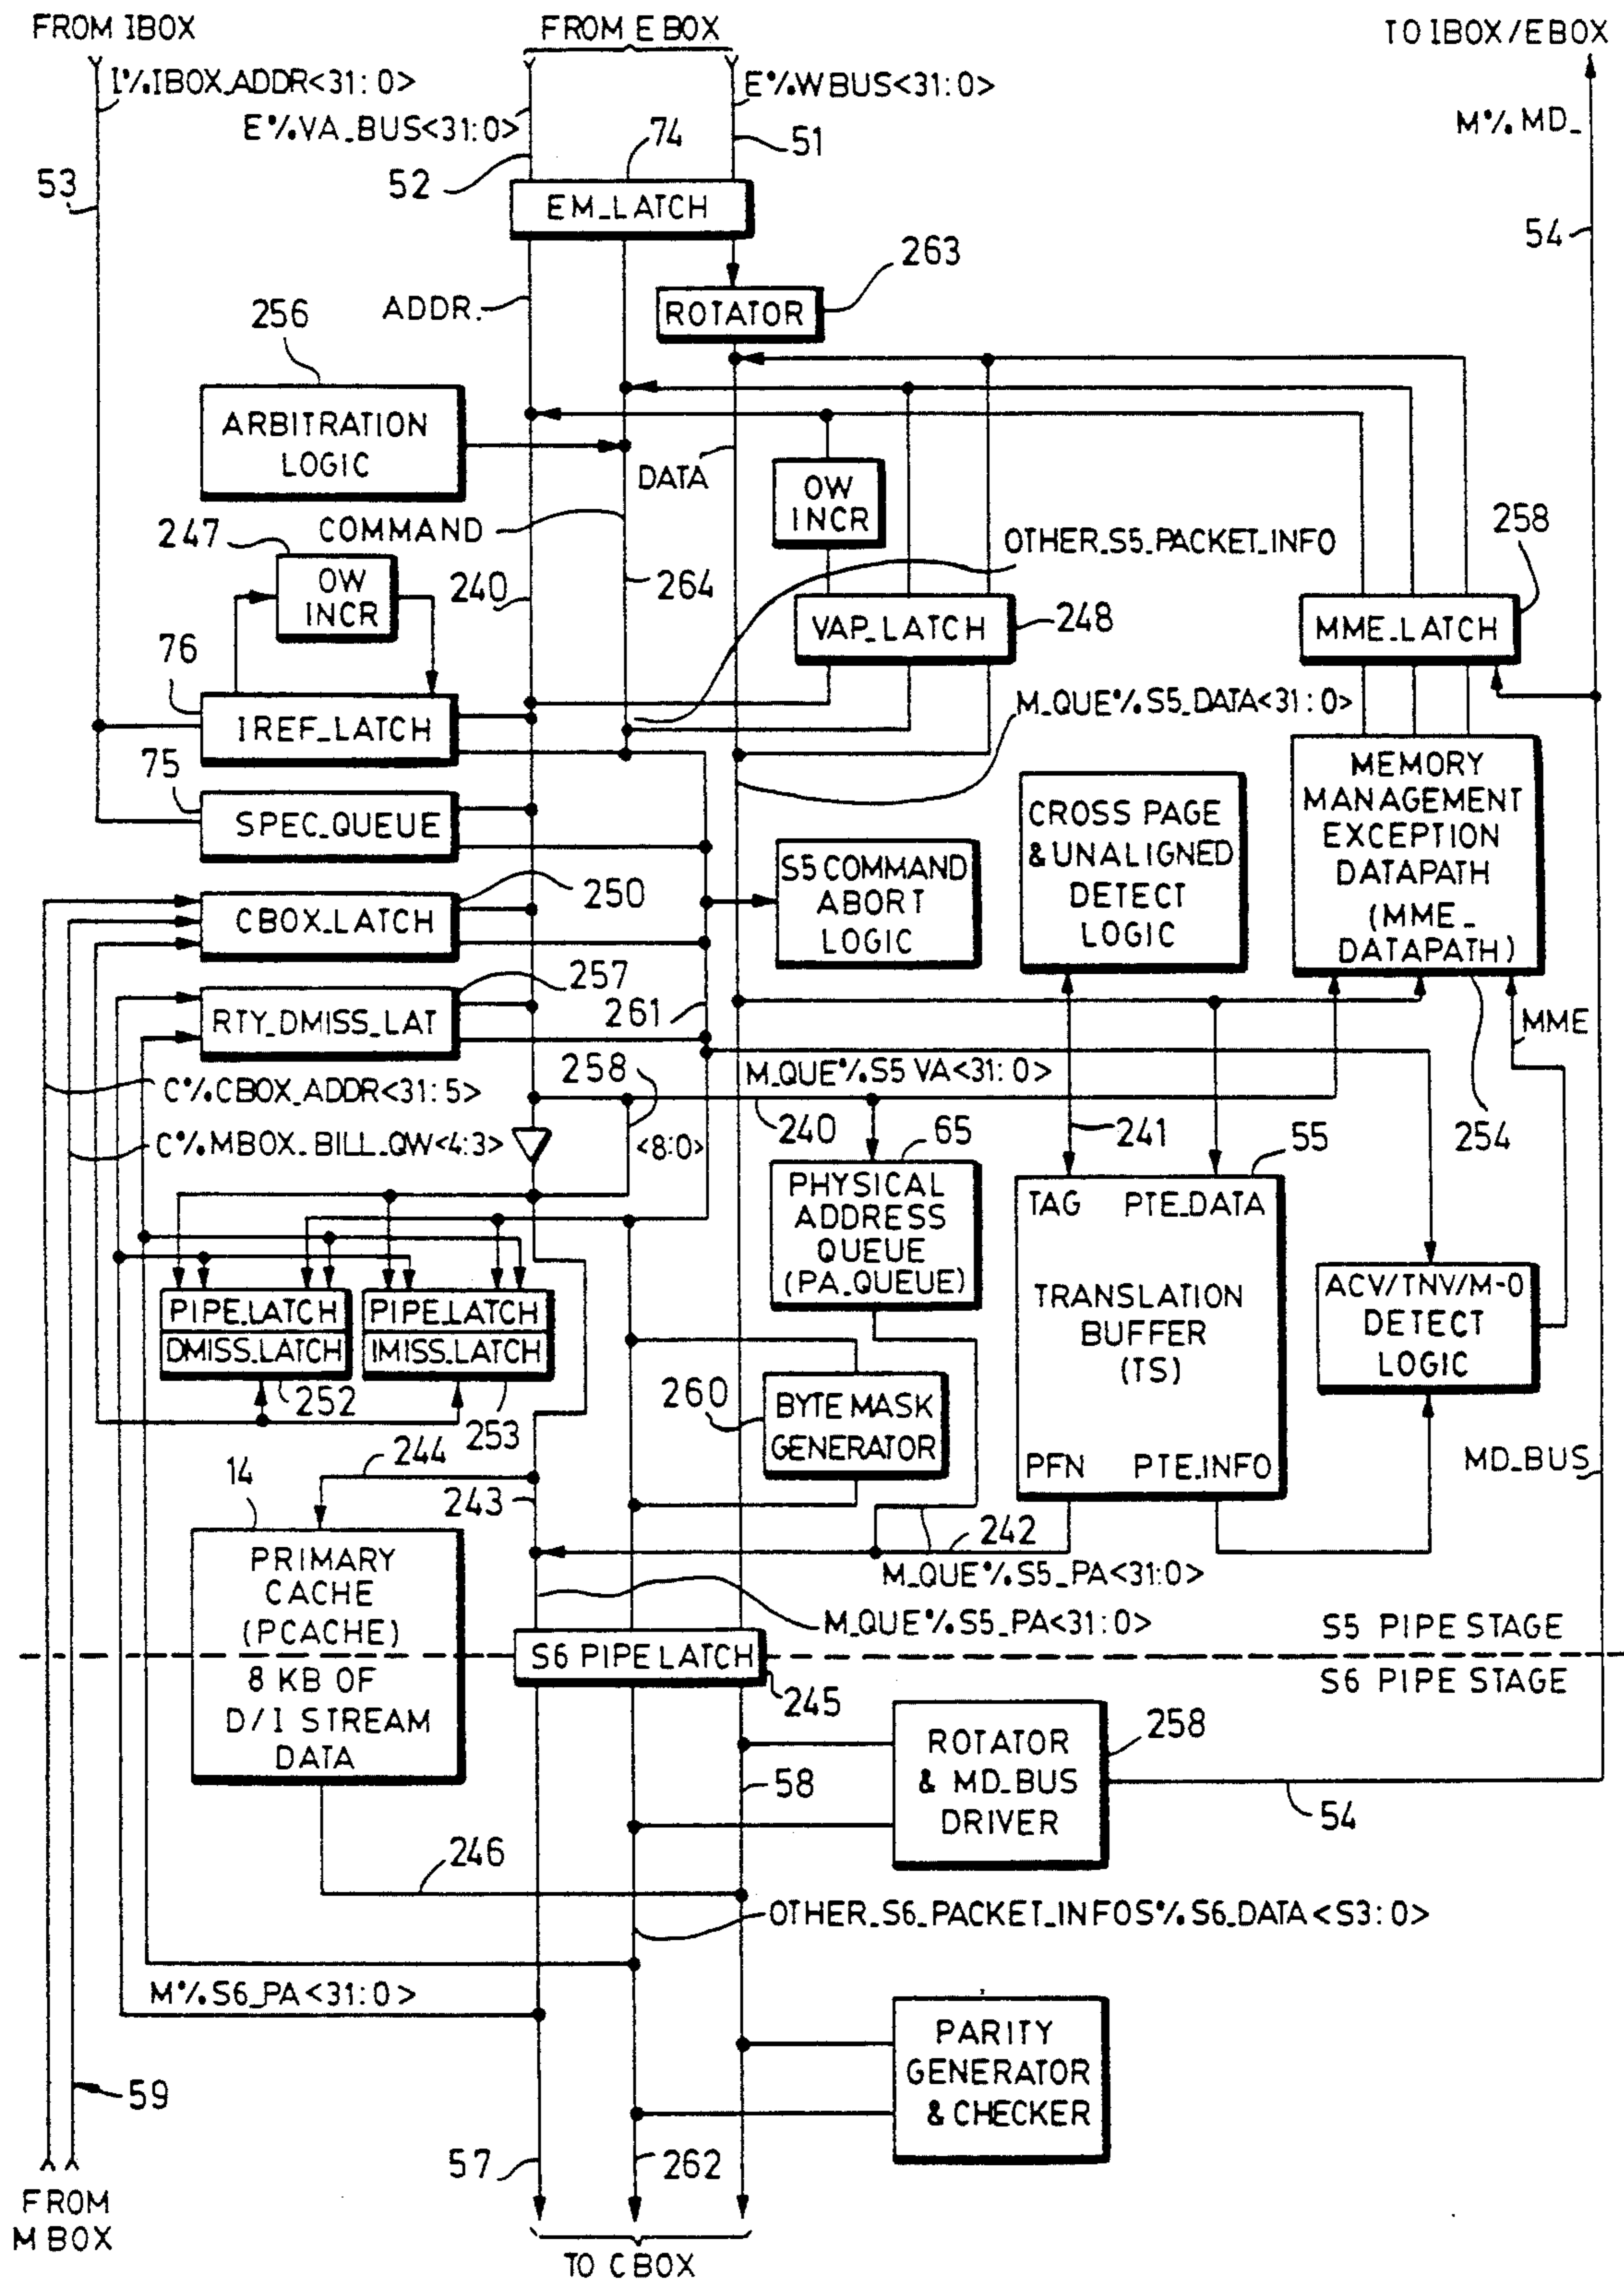 FROM IBOX
FROM E BOX
TO IBOX/EBOX
I%.IBOX_ADDR<31:0>
E%.WBUS<31:0>
E%.VA_BUS<31:0>
M%.MD_
74
51
53
52
54
EM_LATCH
263
ADDR.
ROTATOR
256
ARBITRATION
LOGIC
DATA
OW
INCR
COMMAND
OTHER_S5_PACKET_INFO
258
247
OW
INCR
240
264
VAP_LATCH
248
MME_LATCH
76
IREF_LATCH
M_QUE%.S5_DATA<31:0>
75
SPEC_QUEUE
MEMORY
MANAGEMENT
EXCEPTION
DATAPATH
(MME_
DATAPATH)
CROSS PAGE
& UNALIGNED
DETECT
LOGIC
S5 COMMAND
ABORT
LOGIC
250
CBOX_LATCH
257
RTY_DMISS_LAT
261
MME
C%.CBOX_ADDR<31:5>
258
M_QUE%.S5 VA<31:0>
C%.MBOX_BILL_QW<4:3>
<8:0>
240
65
241
55
254
PHYSICAL
ADDRESS
QUEUE
(PA_QUEUE)
TAG
PTE_DATA
TRANSLATION
BUFFER
(TS)
PFN
PTE_INFO
ACV/TNV/M-0
DETECT
LOGIC
PIPE_LATCH
DMISS_LATCH
PIPE_LATCH
IMISS_LATCH
252
253
260
BYTE MASK
GENERATOR
MD_BUS
244
14
243
242
PRIMARY
CACHE
(PCACHE)
8 KB OF
D/I STREAM
DATA
M_QUE%.S5_PA<31:0>
M_QUE%.S5_PA<31:0>
S5 PIPE STAGE
S6 PIPE LATCH
S6 PIPE STAGE
245
258
ROTATOR
& MD_BUS
DRIVER
58
54
246
OTHER_S6_PACKET_INFOS%.S6_DATA<S3:0>
M%.S6_PA<31:0>
PARITY
GENERATOR
& CHECKER
59
57
262
FROM
M BOX
TO CBOX